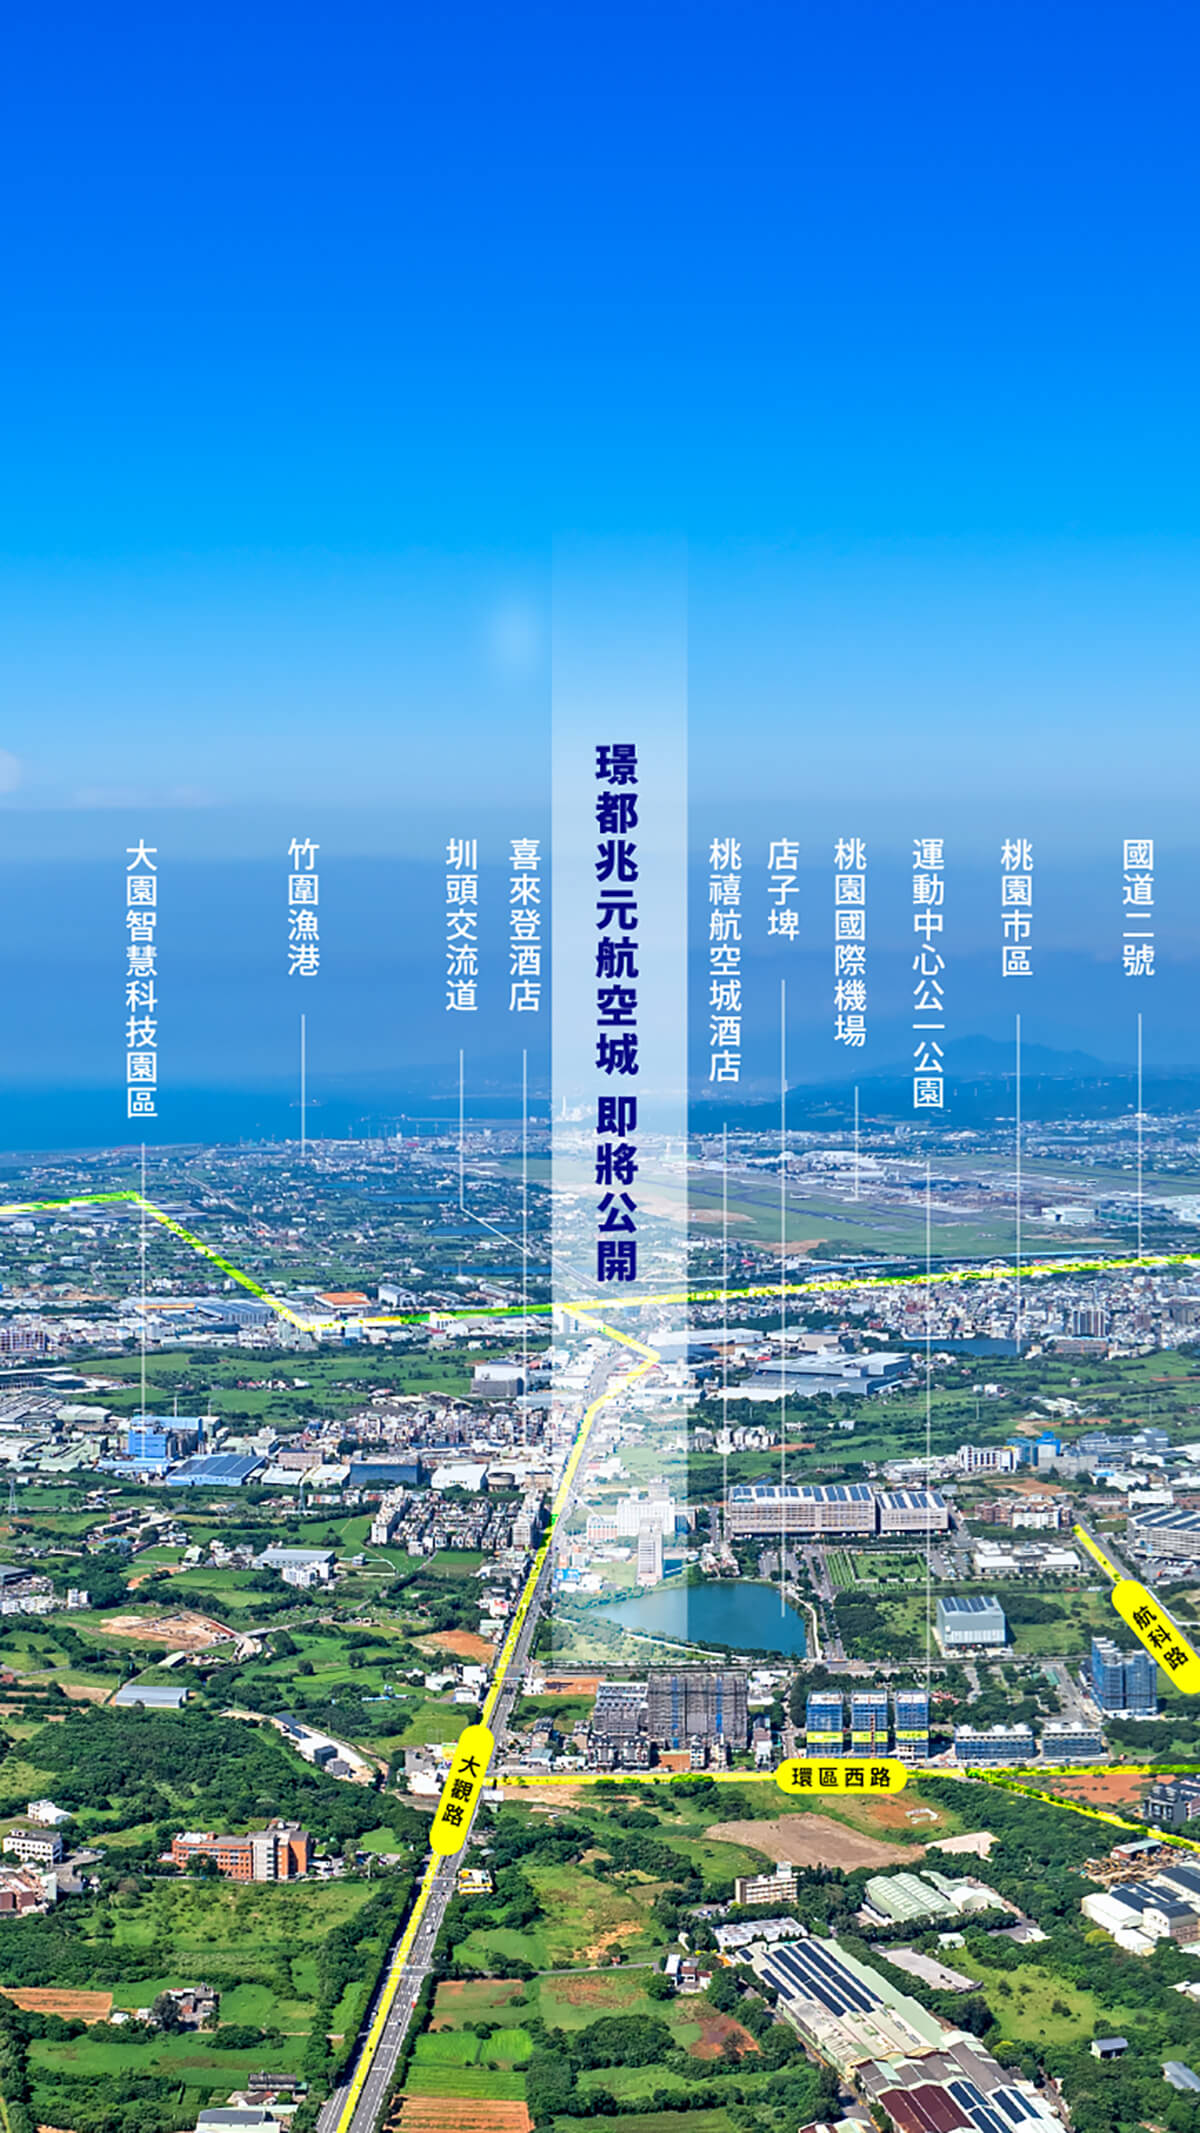 大園智慧科技園區
竹圍漁港
圳頭交流道
喜來登酒店
璟都兆元航空城 即將公開
桃禧航空城酒店
店子埤
桃園國際機場
運動中心公一公園
桃園市區
國道二號
航科路
大觀路
環區西路